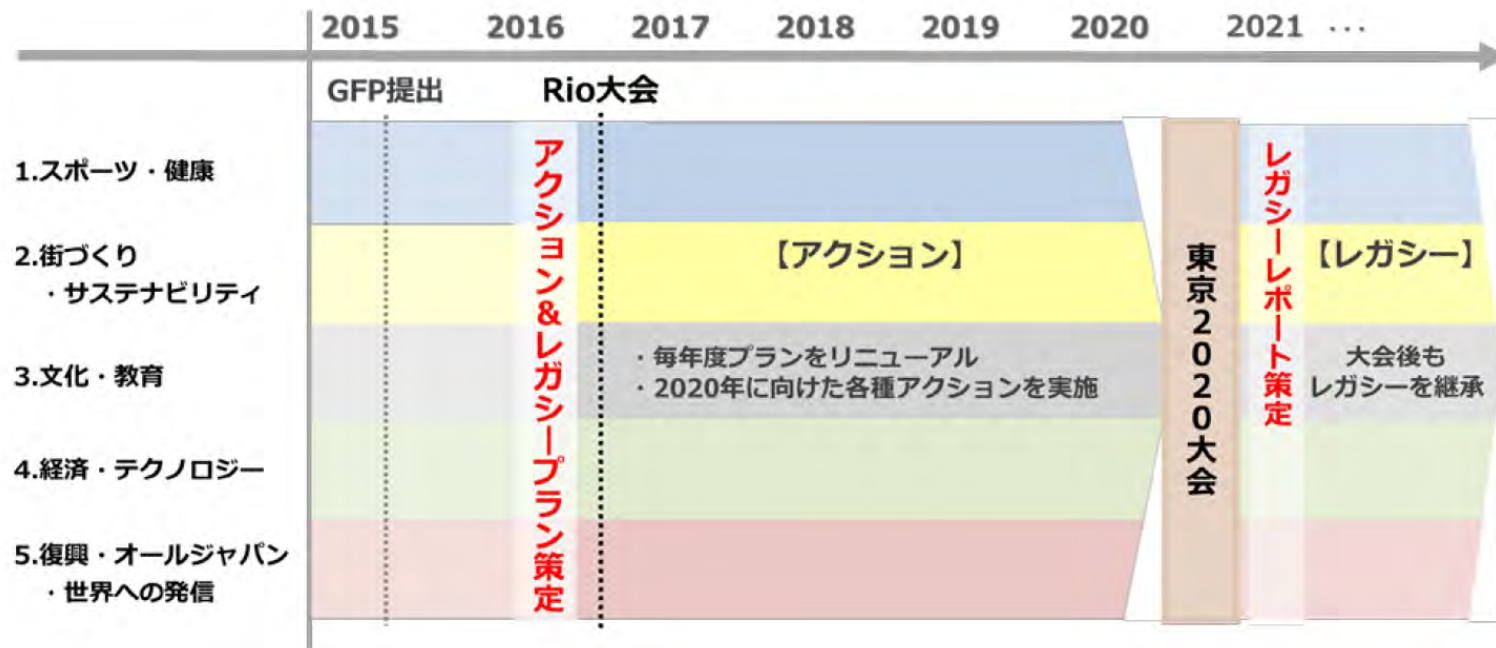 2015 2016 2017 2018 2019 2020 2021 ···
GFP提出
Rio大会
1.スポーツ・健康
2.街づくり
・サステナビリティ
3.文化・教育
4.経済・テクノロジー
5.復興・オールジャパン
・世界への発信
アクション&レガシープラン策定
【アクション】
・毎年度プランをリニューアル
・2020年に向けた各種アクションを実施
東京2020大会
レガシーレポート策定
【レガシー】
大会後も
レガシーを継承